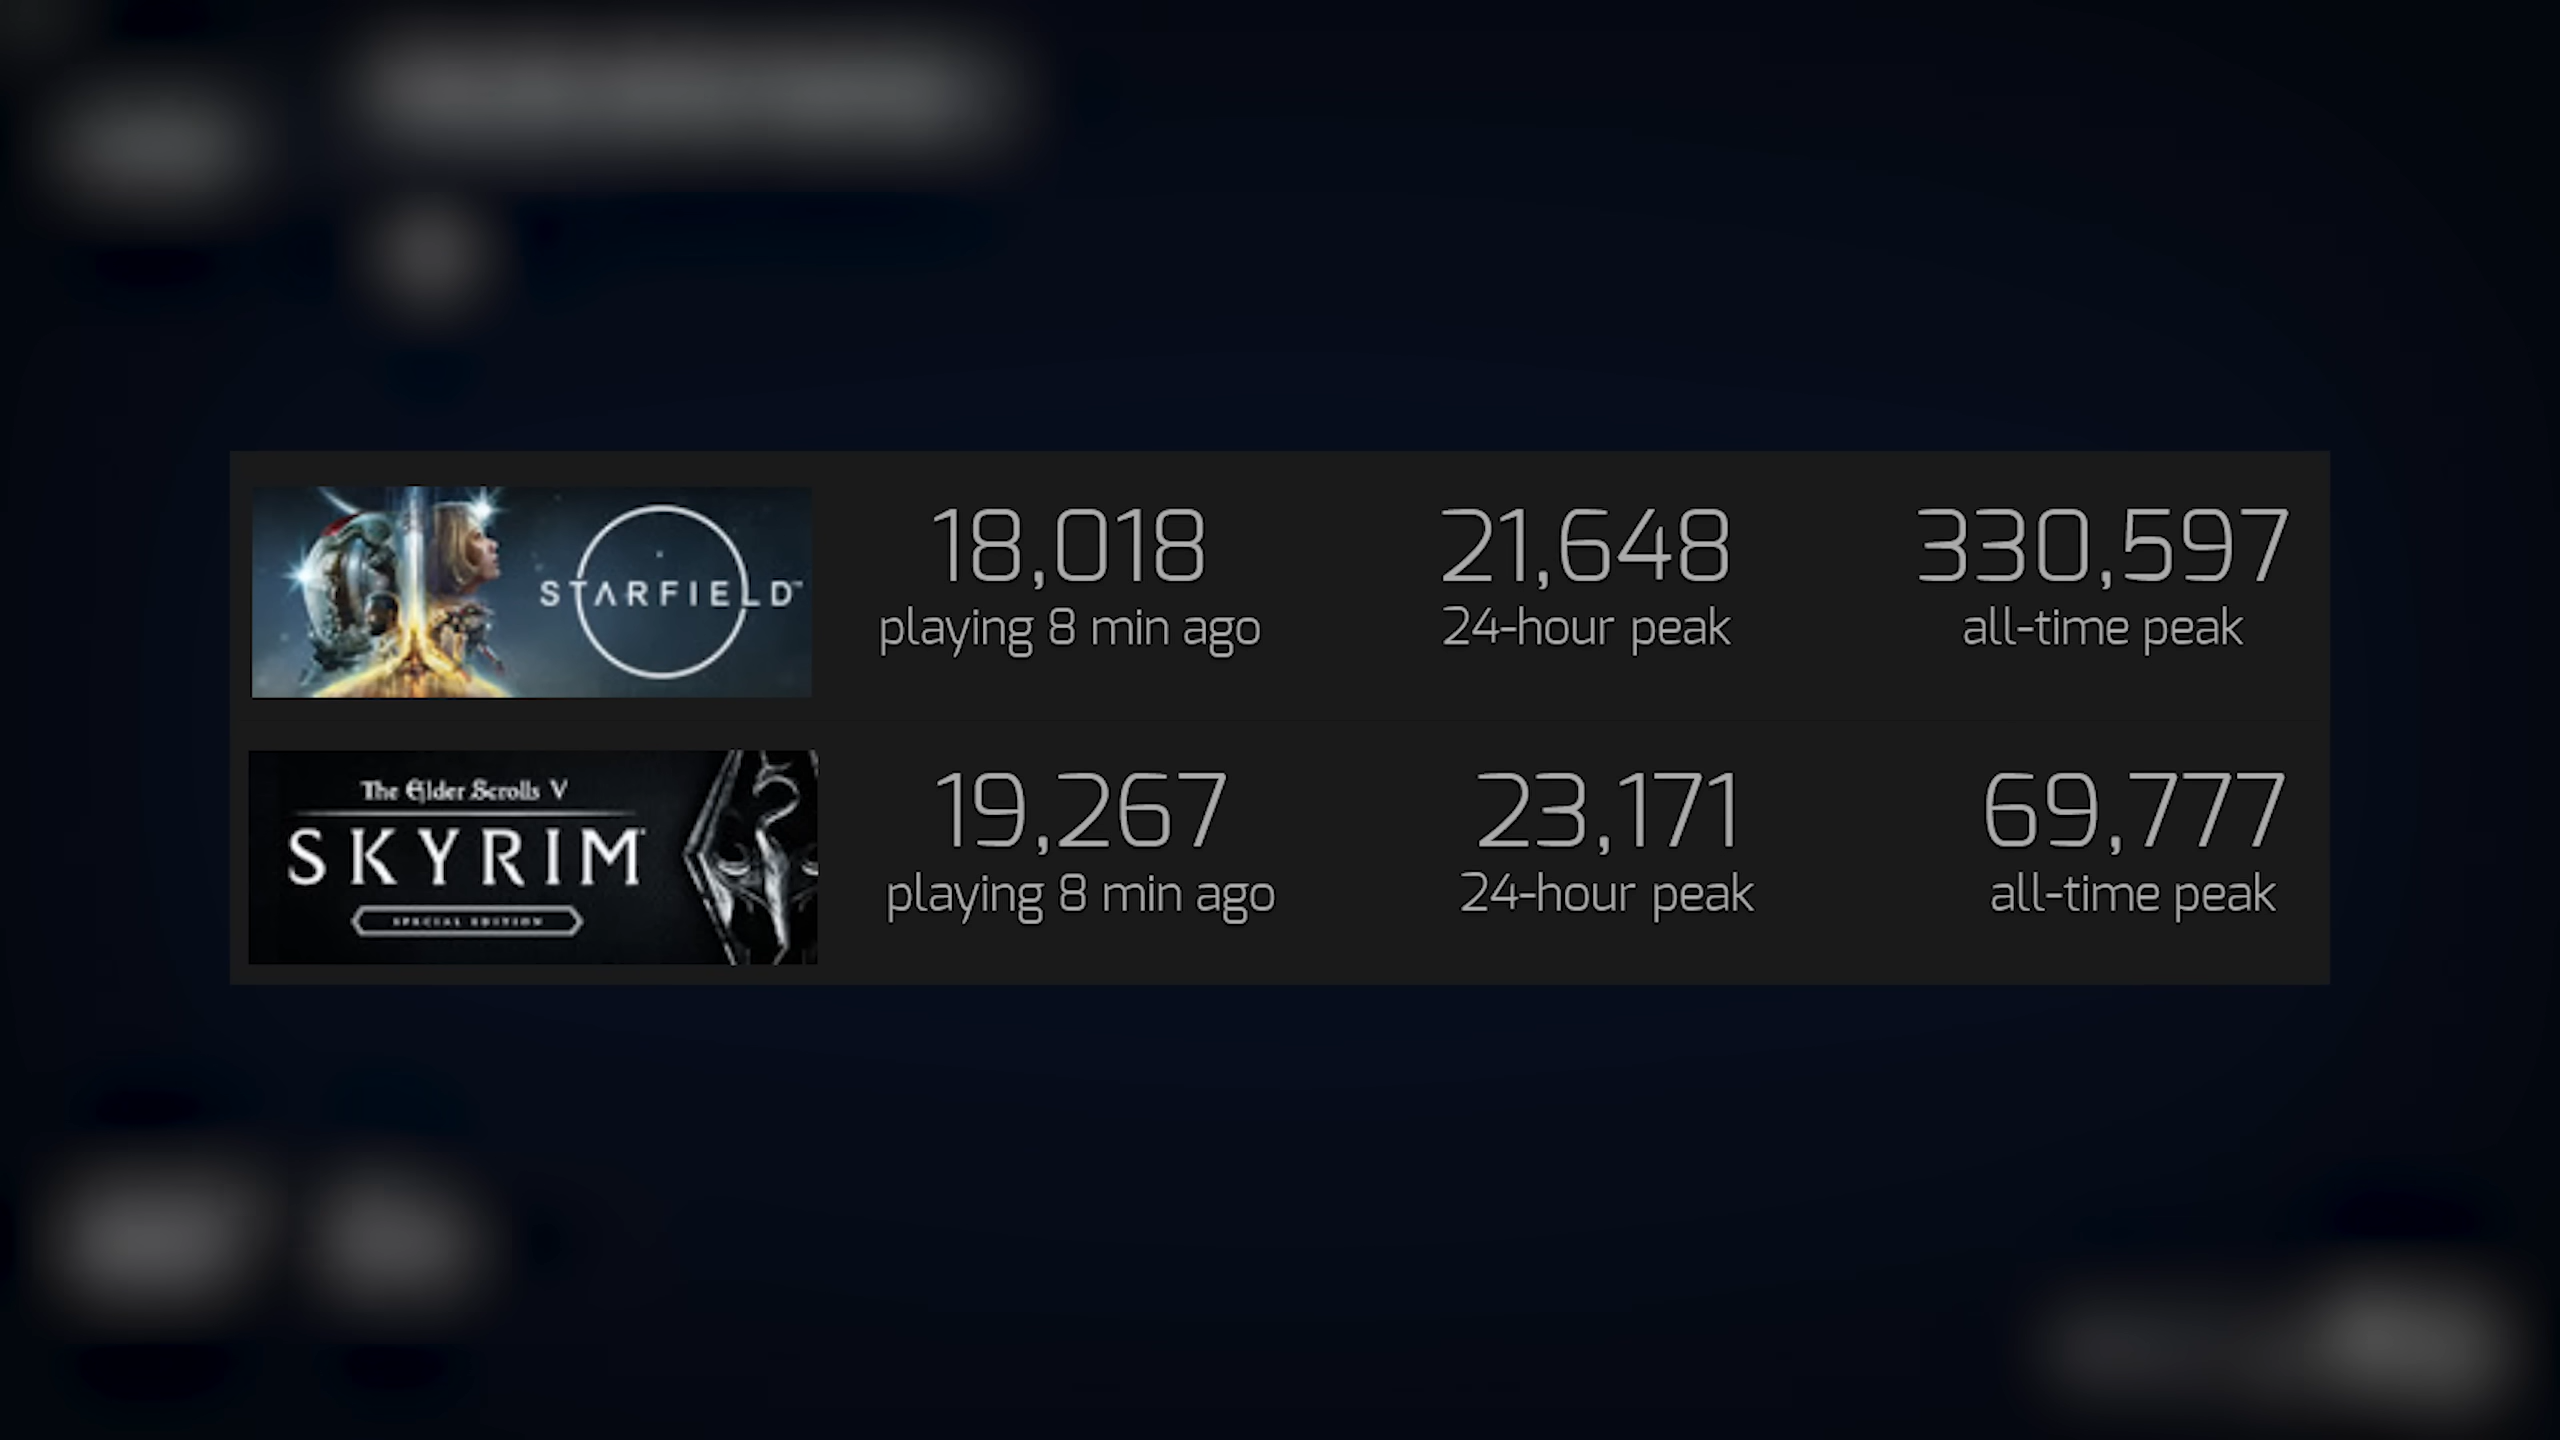 STARFIELD™
18,018
playing 8 min ago
21,648
24-hour peak
330,597
all-time peak
The Elder Scrolls V
SKYRIM
SPECIAL EDITION
19,267
playing 8 min ago
23,171
24-hour peak
69,777
all-time peak